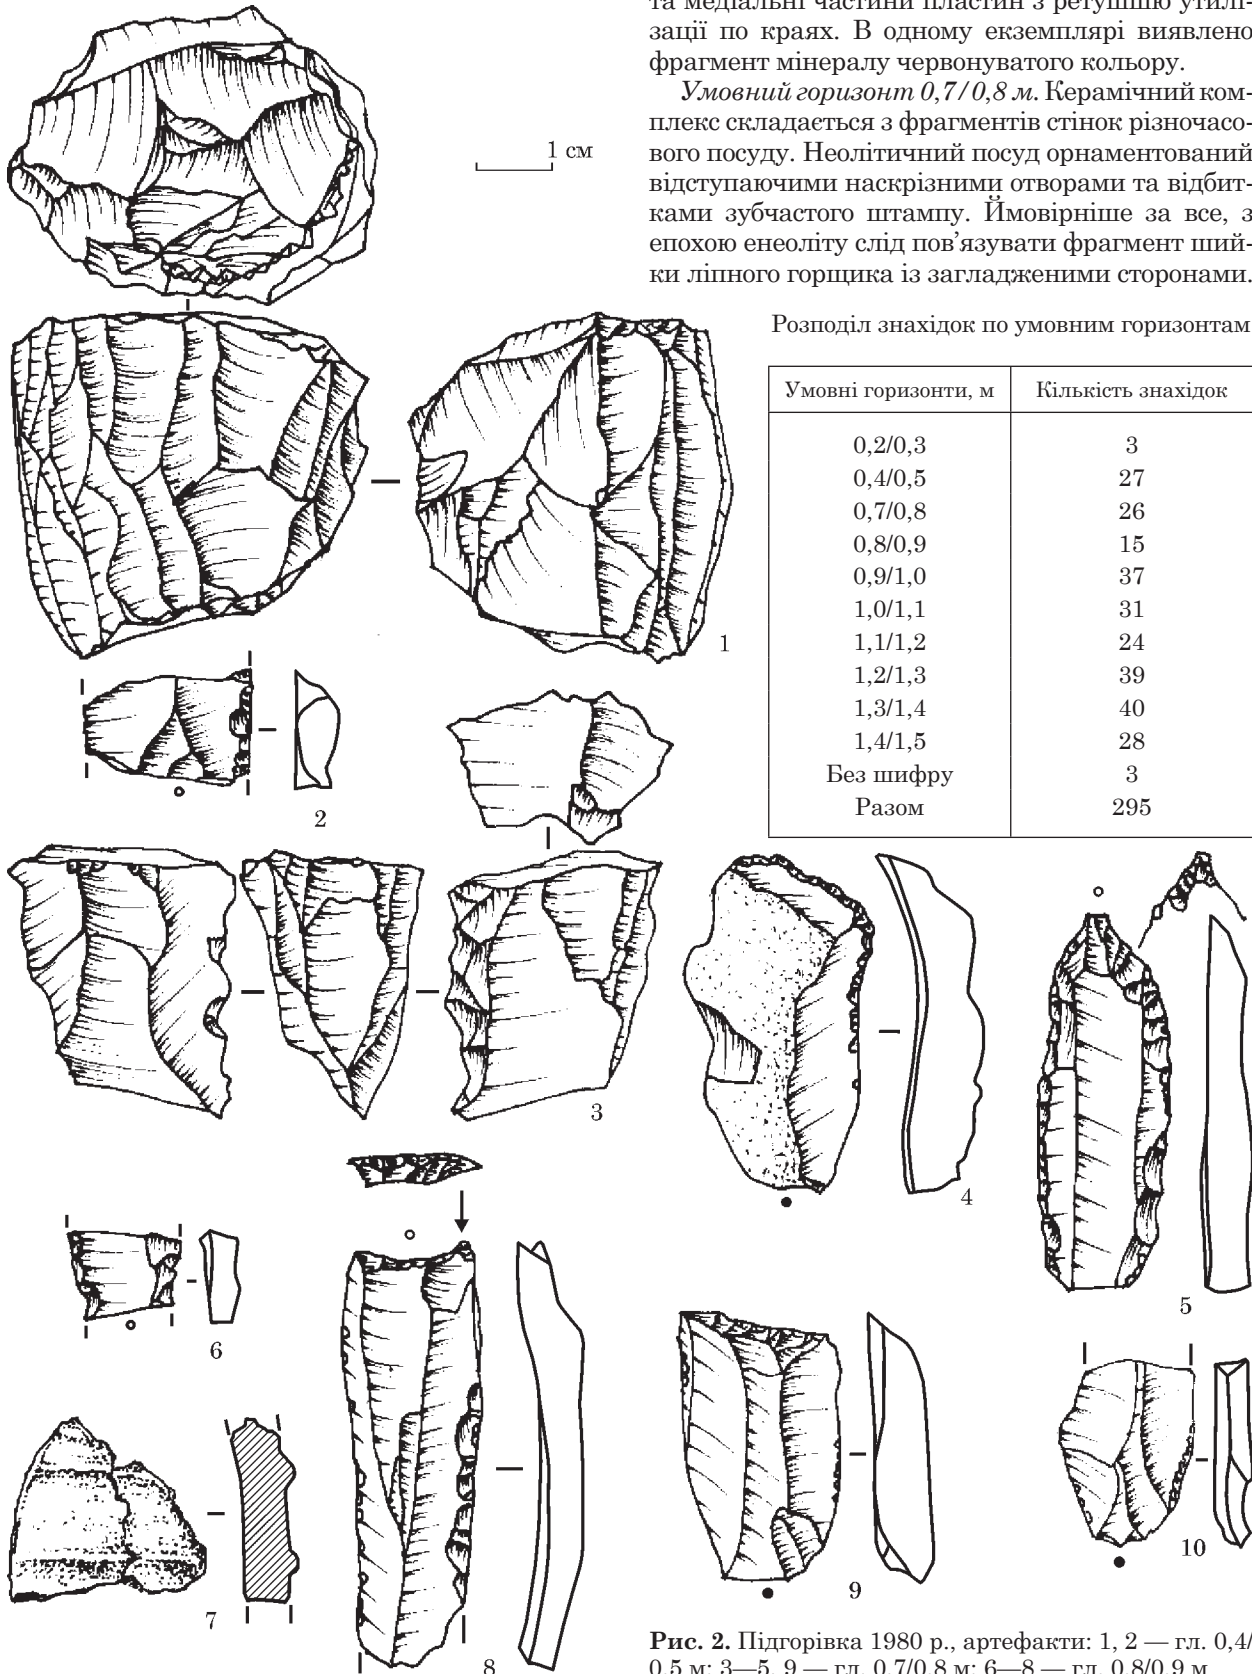 та медіальні частини пластин з ретушшю утилі-
зації по краях. В одному екземплярі виявлено
фрагмент мінералу червонуватого кольору.
Умовний горизонт 0,7/0,8 м. Керамічний ком-
плекс складається з фрагментів стінок різночасо-
вого посуду. Неолітичний посуд орнаментований
відступаючими наскрізними отворами та відбит-
ками зубчастого штампу. Ймовірніше за все, з
епохою енеоліту слід пов’язувати фрагмент ший-
ки ліпного горщика із загладженими сторонами.
1 см
Розподіл знахідок по умовним горизонтам
Умовні горизонти, м Кількість знахідок
0,2/0,3 3
0,4/0,5 27
0,7/0,8 26
0,8/0,9 15
0,9/1,0 37
1,0/1,1 31
1,1/1,2 24
1,2/1,3 39
1,3/1,4 40
1,4/1,5 28
Без шифру 3
Разом 295
1
2
3
4
5
6
7
8
9
10
Рис. 2. Підгорівка 1980 р., артефакти: 1, 2 — гл. 0,4/
0,5 м; 3—5, 9 — гл. 0,7/0,8 м; 6—8 — гл. 0,8/0,9 м